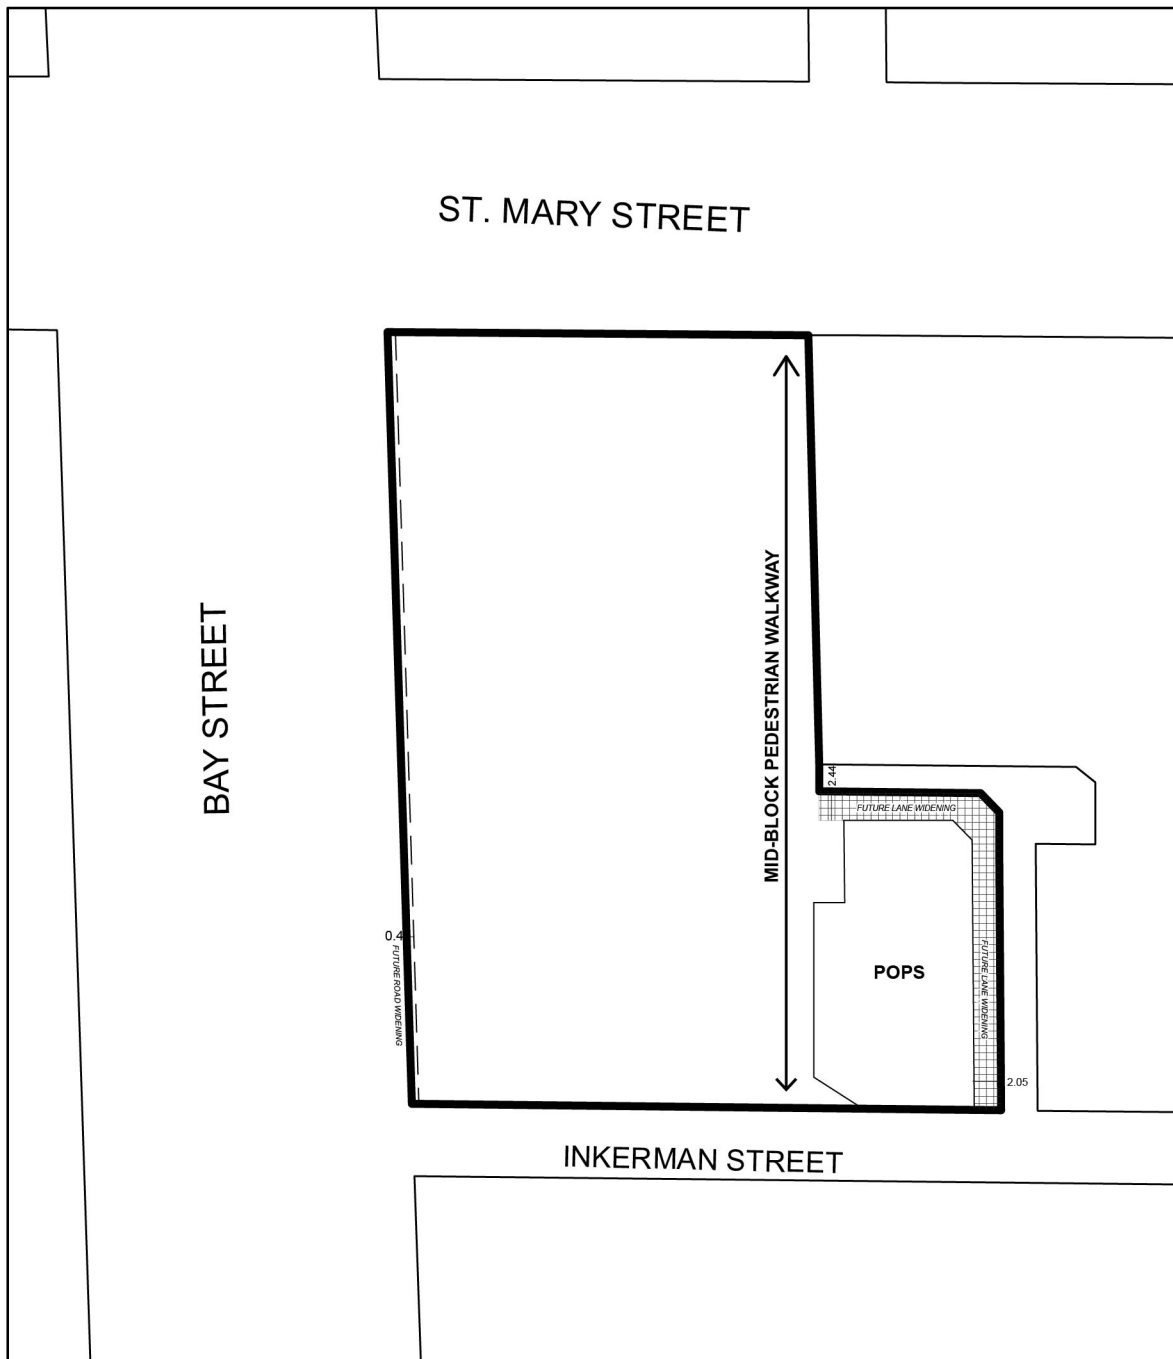 ST. MARY STREET
BAY STREET
MID-BLOCK PEDESTRIAN WALKWAY
2.44
FUTURE LANE WIDENING
0.4
FUTURE ROAD WIDENING
POPS
FUTURE LANE WIDENING
2.05
INKERMAN STREET